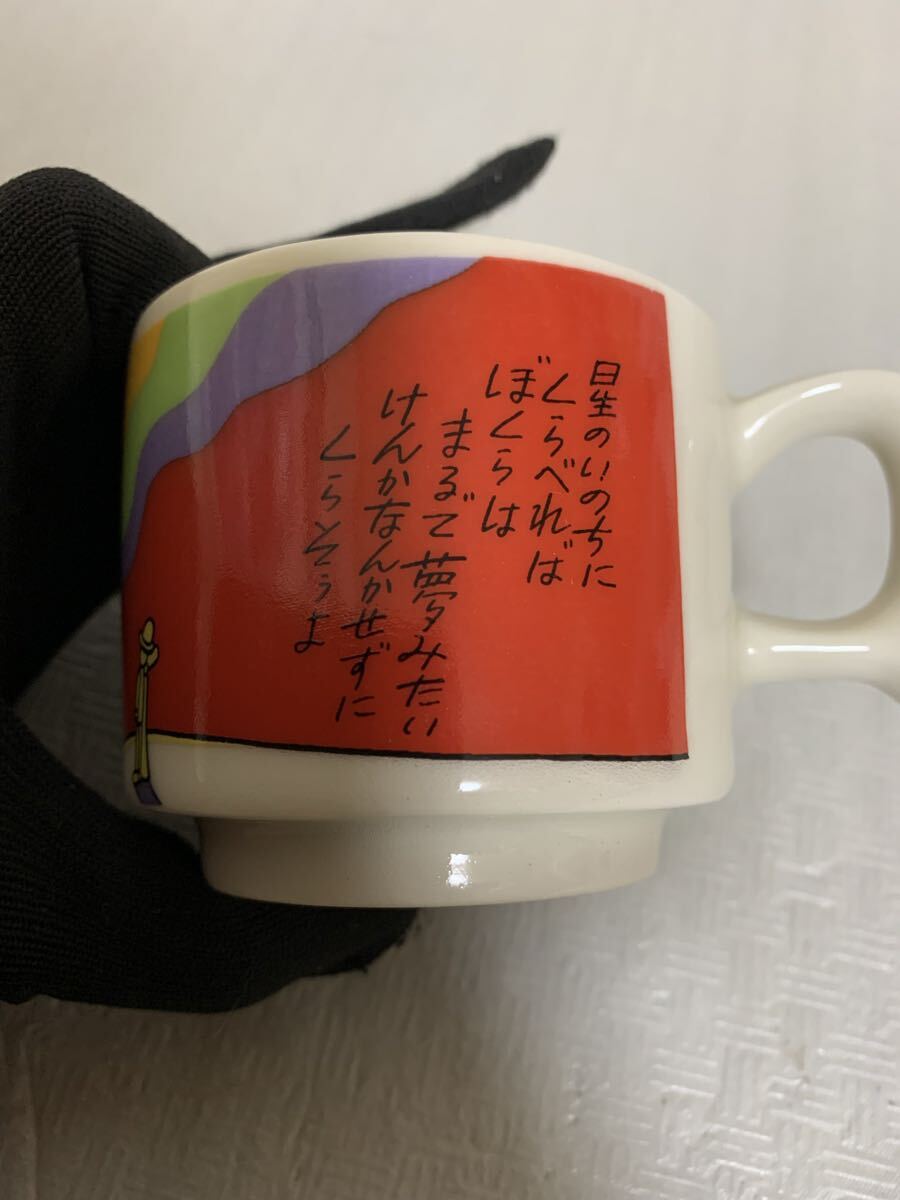 星のいのちに
くらべれば
ぼくらは
まるで夢みたい
けんかなんかせずに
くらそうよ